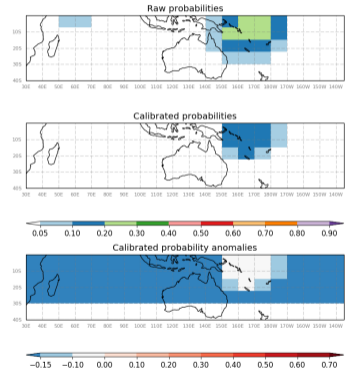 Raw probabilities
10S
20S
30S
40S
30E 40E 50E 60E 70E 80E 90E 100E 110E 120E 130E 140E 150E 160E 170E 180 170W 160W 150W 140W
Calibrated probabilities
10S
20S
30S
40S
30E 40E 50E 60E 70E 80E 90E 100E 110E 120E 130E 140E 150E 160E 170E 180 170W 160W 150W 140W
0.05 0.10 0.20 0.30 0.40 0.50 0.60 0.70 0.80 0.90
Calibrated probability anomalies
10S
20S
30S
40S
30E 40E 50E 60E 70E 80E 90E 100E 110E 120E 130E 140E 150E 160E 170E 180 170W 160W 150W 140W
−0.15 −0.10 0.00 0.10 0.20 0.30 0.40 0.50 0.60 0.70